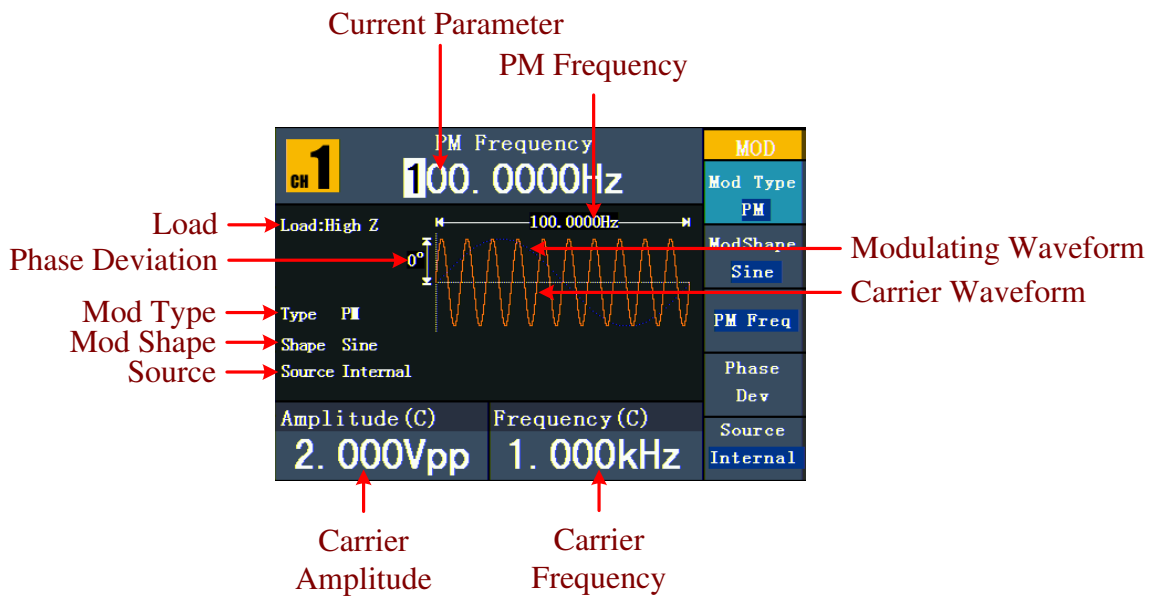 Current Parameter
PM Frequency
PM Frequency
MOD
CH 1
100.0000Hz
Mod Type
PM
Load
Load:High Z
100.0000Hz
ModShape
Sine
Modulating Waveform
Phase Deviation
0°
Carrier Waveform
Mod Type
Type PM
PM Freq
Mod Shape
Shape Sine
Source
Source Internal
Phase
Dev
Amplitude(C)
Frequency(C)
Source
Internal
2.000Vpp
1.000kHz
Carrier
Amplitude
Carrier
Frequency